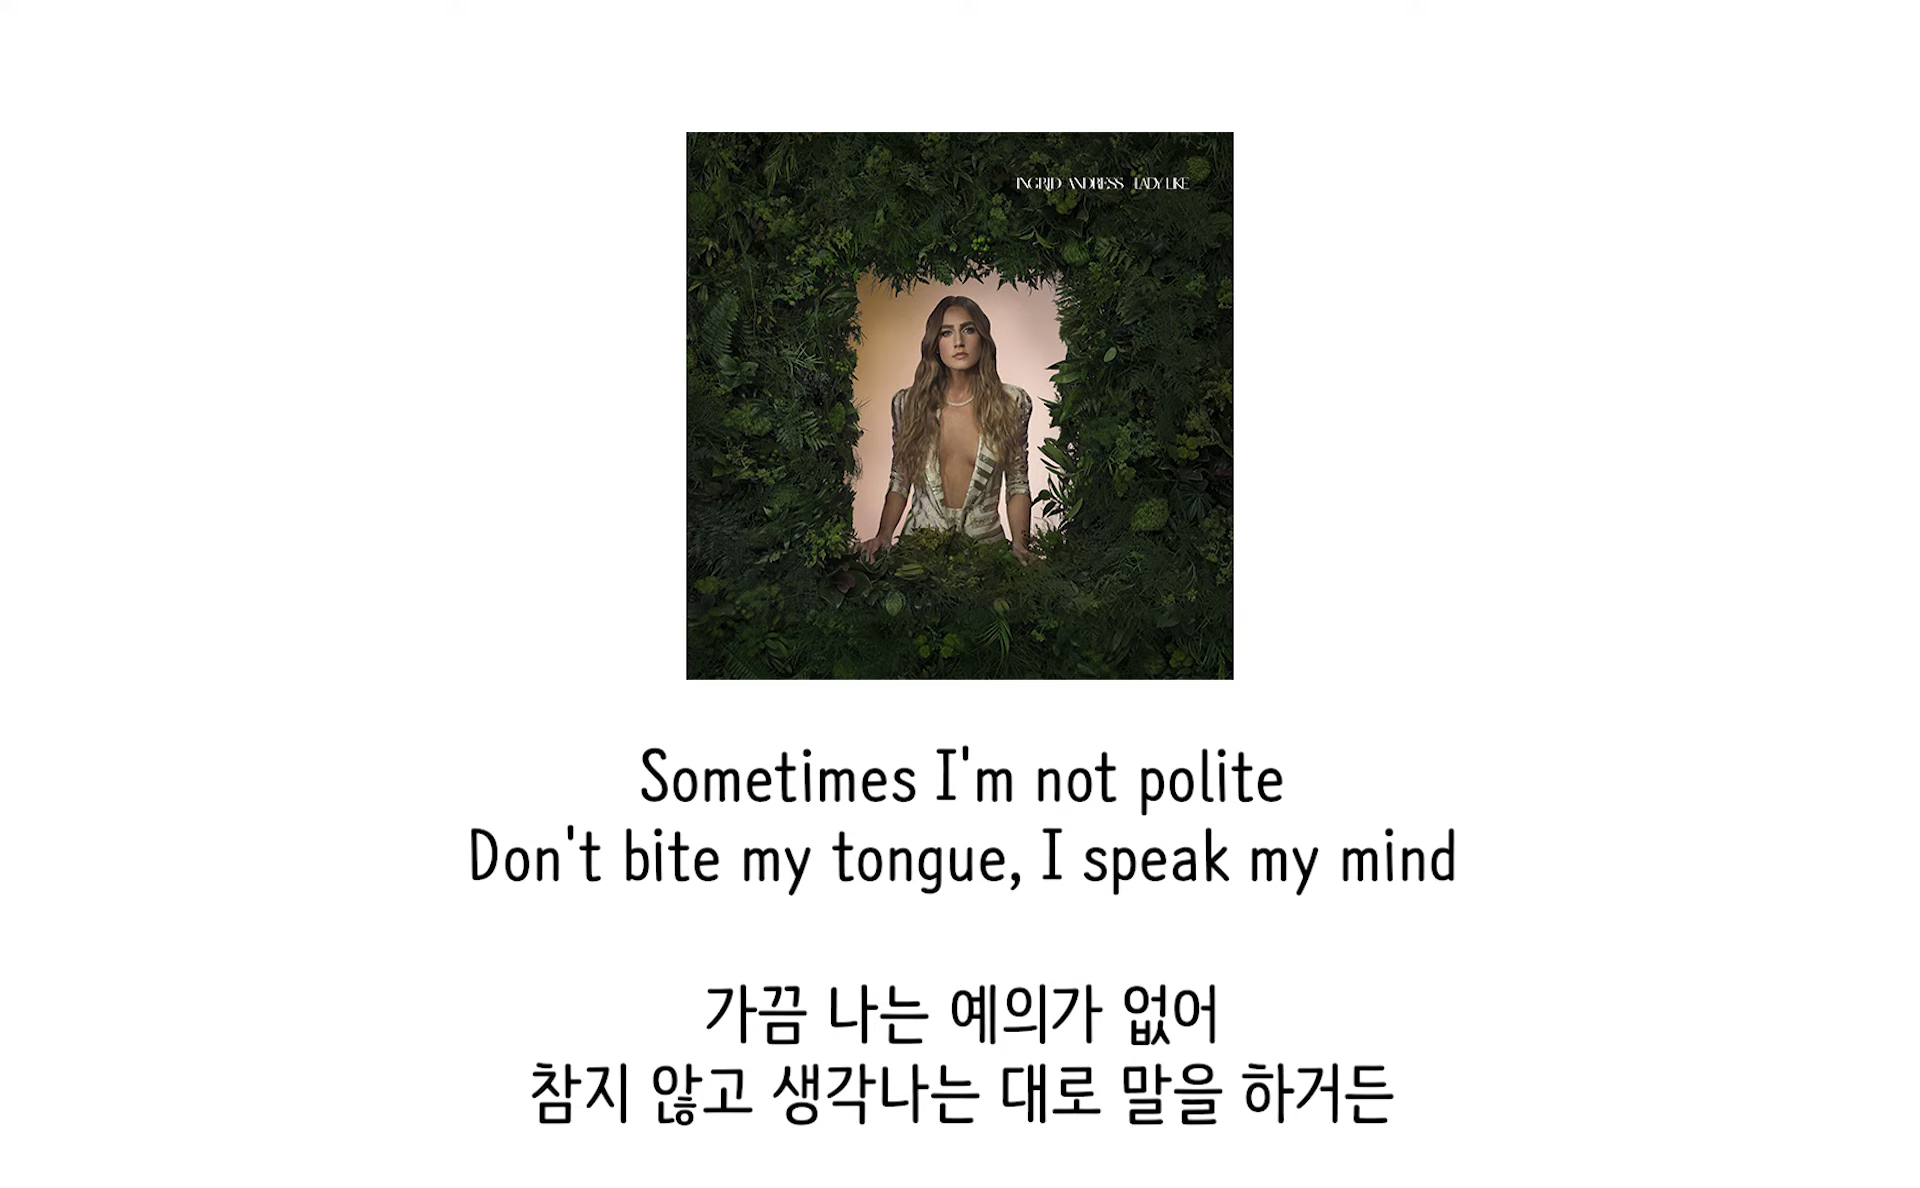 INGRID ANDRESS LADY LIKE
Sometimes I'm not polite
Don't bite my tongue, I speak my mind
가끔 나는 예의가 없어
참지 않고 생각나는 대로 말을 하거든